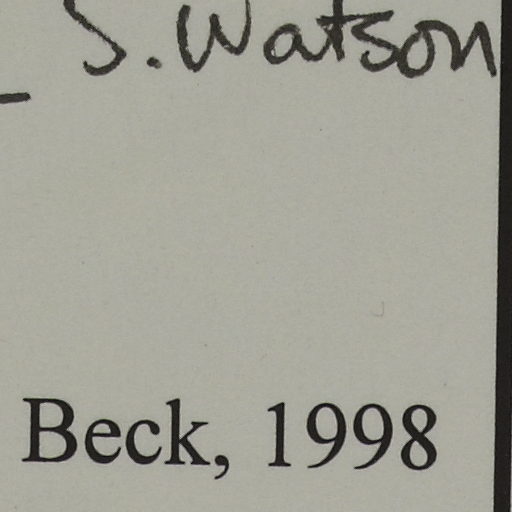 S. Watson
Beck, 1998